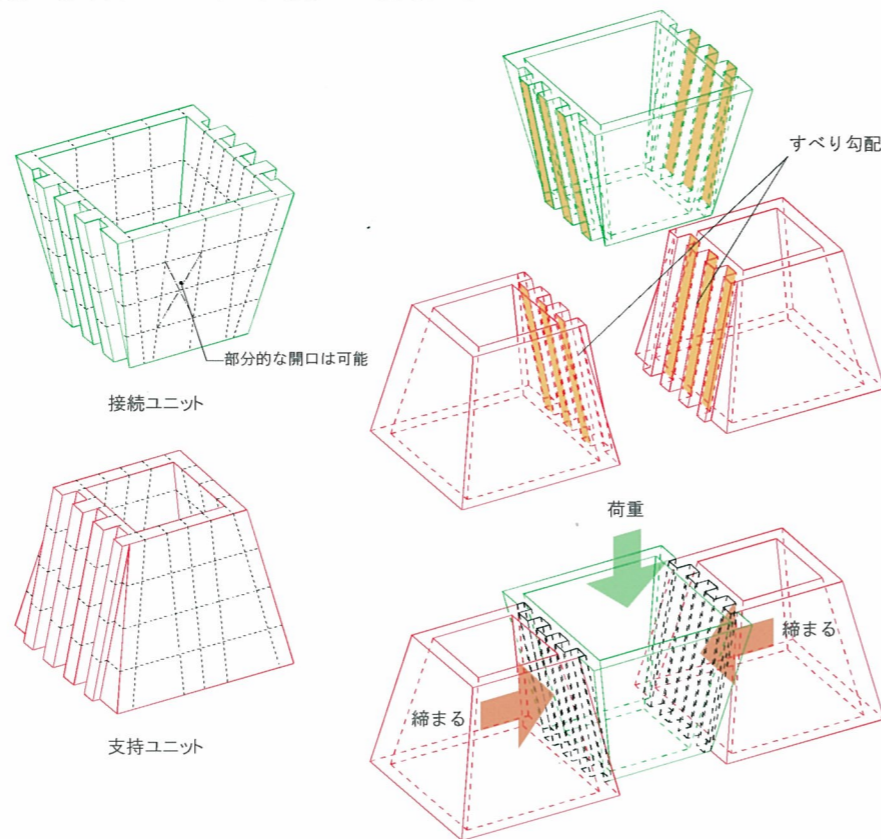 すべり勾配
部分的な開口は可能
接続ユニット
荷重
締まる
締まる
支持ユニット